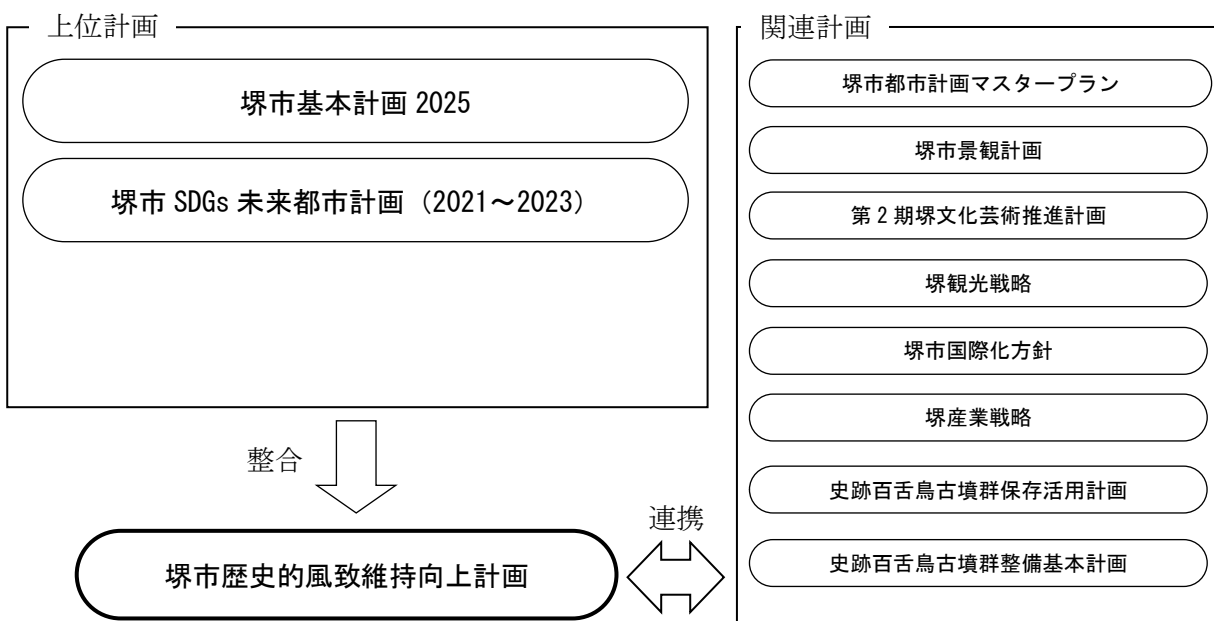 上位計画
堺市基本計画 2025
堺市 SDGs 未来都市計画（2021～2023）
整合
堺市歴史的風致維持向上計画
連携
関連計画
堺市都市計画マスタープラン
堺市景観計画
第２期堺文化芸術推進計画
堺観光戦略
堺市国際化方針
堺産業戦略
史跡百舌鳥古墳群保存活用計画
史跡百舌鳥古墳群整備基本計画